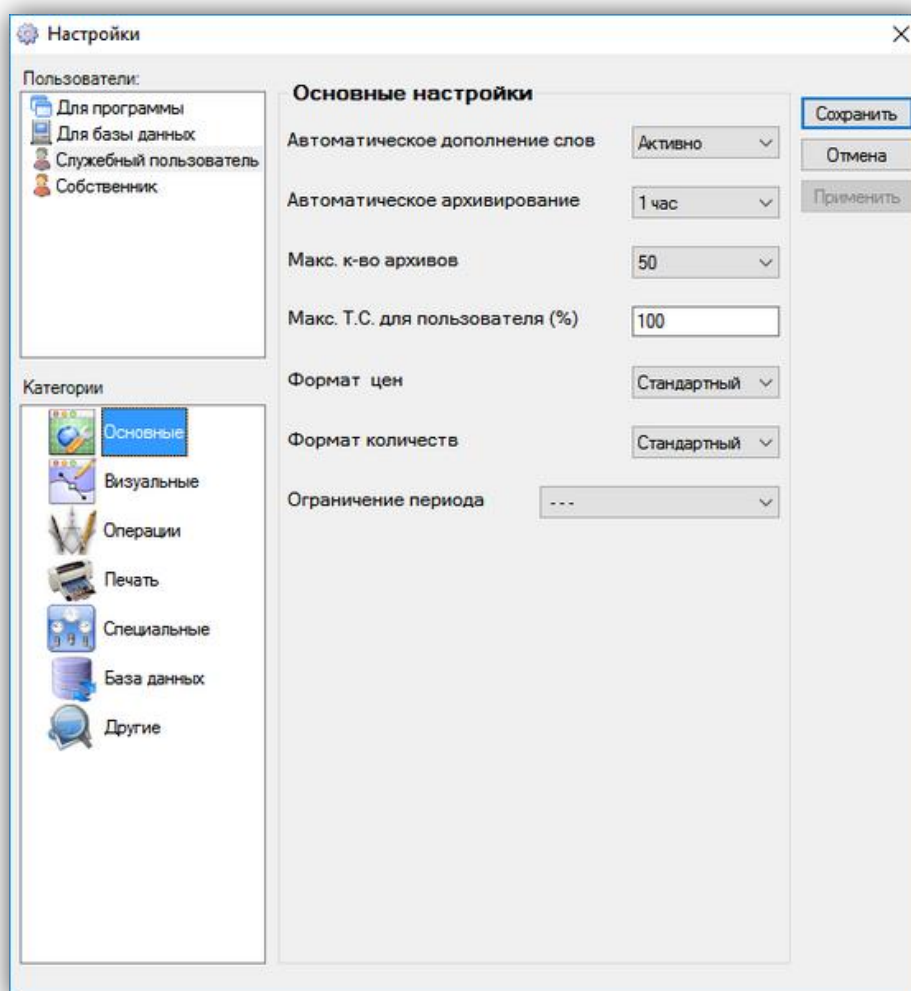 Настройки
Пользователи:
Для программы
Для базы данных
Служебный пользователь
Собственник
Категории
Основные
Визуальные
Операции
Печать
Специальные
База данных
Другие
Основные настройки
Автоматическое дополнение слов Активно
Автоматическое архивирование 1 час
Макс. к-во архивов 50
Макс. Т.С. для пользователя (%) 100
Формат цен Стандартный
Формат количеств Стандартный
Ограничение периода ---
Сохранить
Отмена
Применить